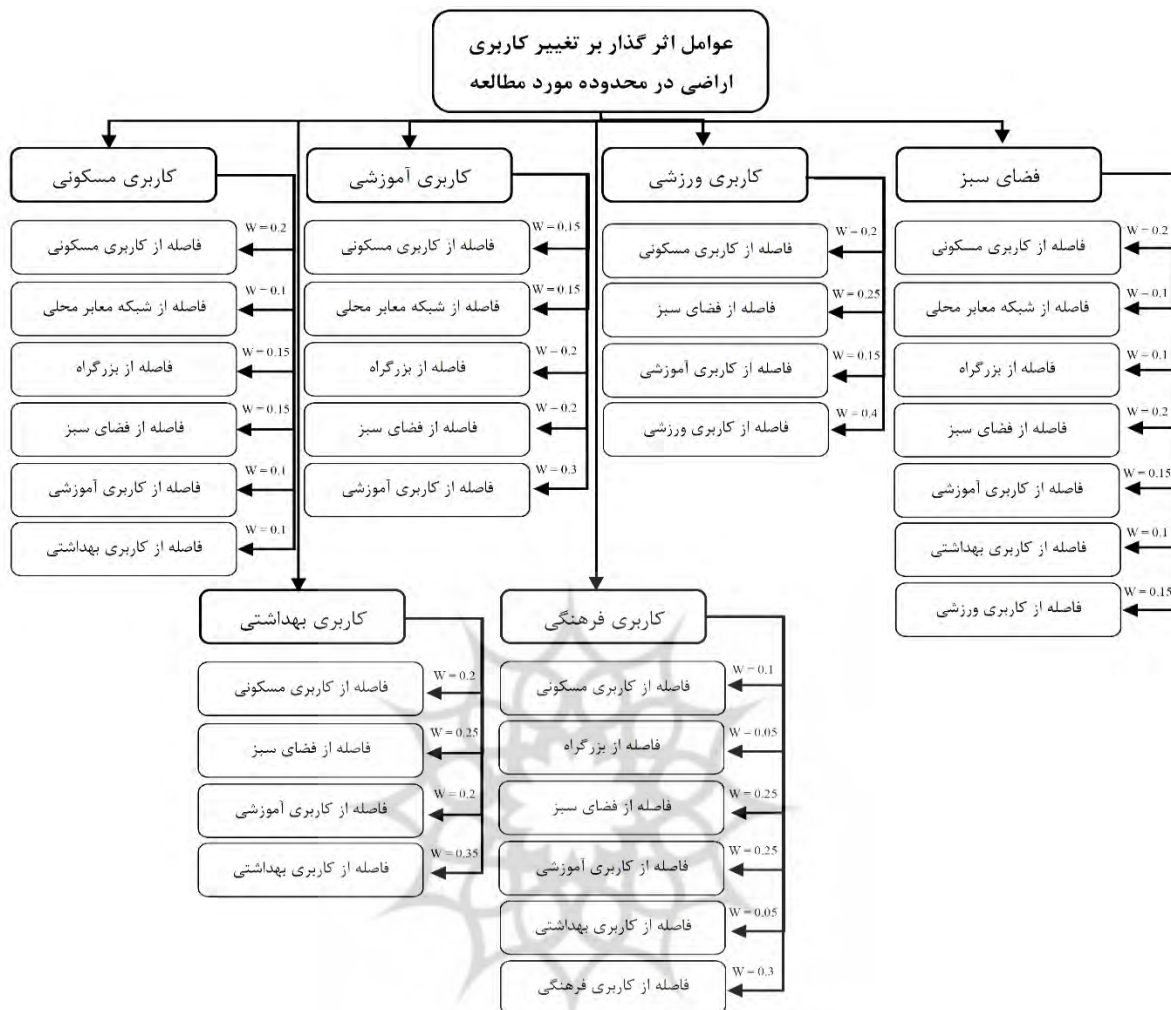 عوامل اثر گذار بر تغییر کاربری
اراضی در محدوده مورد مطالعه
فضای سبز
W = 0.2
فاصله از کاربری مسکونی
W = 0.1
فاصله از شبکه معابر محلی
W = 0.1
فاصله از بزرگراه
W = 0.2
فاصله از فضای سبز
W = 0.15
فاصله از کاربری آموزشی
W = 0.1
فاصله از کاربری بهداشتی
W = 0.15
فاصله از کاربری ورزشی
کاربری ورزشی
W = 0.2
فاصله از کاربری مسکونی
W = 0.25
فاصله از فضای سبز
W = 0.15
فاصله از کاربری آموزشی
W = 0.4
فاصله از کاربری ورزشی
کاربری آموزشی
W = 0.15
فاصله از کاربری مسکونی
W = 0.15
فاصله از شبکه معابر محلی
W = 0.2
فاصله از بزرگراه
W = 0.2
فاصله از فضای سبز
W = 0.3
فاصله از کاربری آموزشی
کاربری مسکونی
W = 0.2
فاصله از کاربری مسکونی
W = 0.1
فاصله از شبکه معابر محلی
W = 0.15
فاصله از بزرگراه
W = 0.15
فاصله از فضای سبز
W = 0.1
فاصله از کاربری آموزشی
W = 0.1
فاصله از کاربری بهداشتی
کاربری فرهنگی
W = 0.1
فاصله از کاربری مسکونی
W = 0.05
فاصله از بزرگراه
W = 0.25
فاصله از فضای سبز
W = 0.25
فاصله از کاربری آموزشی
W = 0.05
فاصله از کاربری بهداشتی
W = 0.3
فاصله از کاربری فرهنگی
کاربری بهداشتی
W = 0.2
فاصله از کاربری مسکونی
W = 0.25
فاصله از فضای سبز
W = 0.2
فاصله از کاربری آموزشی
W = 0.35
فاصله از کاربری بهداشتی